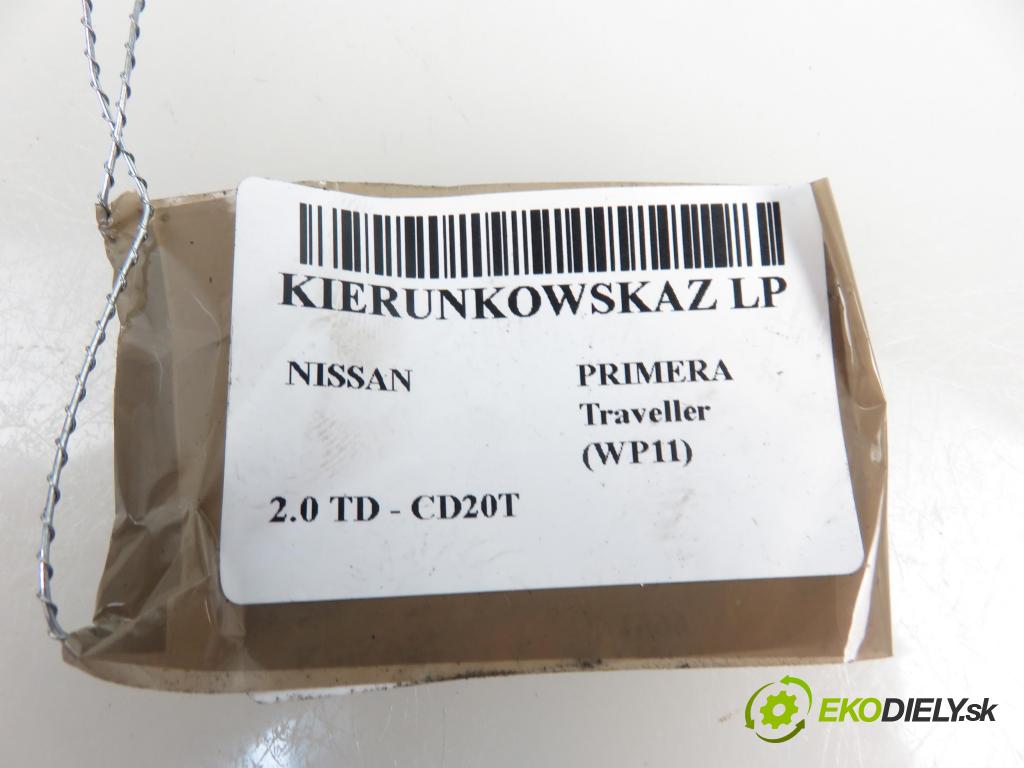 KIERUNKOWSKAZ LP
NISSAN PRIMERA
Traveller
(WP11)
2.0 TD - CD20T
EKODIELY.sk